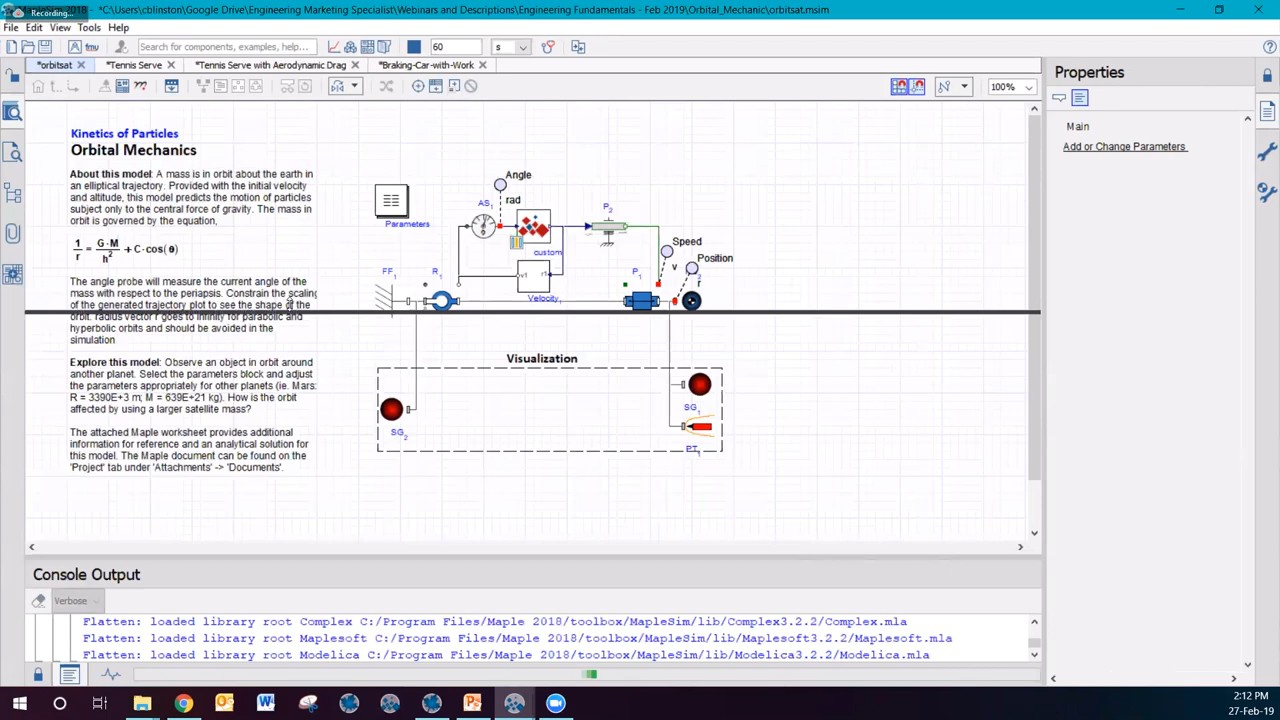 Recording...
*C:\Users\cblinston\Google Drive\Engineering Marketing Specialist\Webinars and Descriptions\Engineering Fundamentals - Feb 2019\Orbital_Mechanic\orbitsat.msim
File Edit View Tools Help
fmu
Search for components, examples, help...
60
s
*orbitsat
*Tennis Serve
*Tennis Serve with Aerodynamic Drag
*Braking-Car-with-Work
100%
Properties
Main
Add or Change Parameters
Kinetics of Particles
Orbital Mechanics
About this model: A mass is in orbit about the earth in
an elliptical trajectory. Provided with the initial velocity
and altitude, this model predicts the motion of particles
subject only to the central force of gravity. The mass in
orbit is governed by the equation,
1/r = G·M/h² + C·cos(θ)
The angle probe will measure the current angle of the
mass with respect to the periapsis. Constrain the scaling
of the generated trajectory plot to see the shape of the
orbit. radius vector r goes to infinity for parabolic and
hyperbolic orbits and should be avoided in the
simulation
Explore this model: Observe an object in orbit around
another planet. Select the parameters block and adjust
the parameters appropriately for other planets (ie. Mars:
R = 3390E+3 m; M = 639E+21 kg). How is the orbit
affected by using a larger satellite mass?
The attached Maple worksheet provides additional
information for reference and an analytical solution for
this model. The Maple document can be found on the
'Project' tab under 'Attachments' -> 'Documents'.
Parameters
Angle
rad
AS1
custom
P2
Speed
v
Position
r
FF1
R1
v1
r1
Velocity1
P1
Visualization
SG2
SG1
PT1
Console Output
Verbose
Flatten: loaded library root Complex C:/Program Files/Maple 2018/toolbox/MapleSim/lib/Complex3.2.2/Complex.mla
Flatten: loaded library root Maplesoft C:/Program Files/Maple 2018/toolbox/MapleSim/lib/Maplesoft3.2.2/Maplesoft.mla
Flatten: loaded library root Modelica C:/Program Files/Maple 2018/toolbox/MapleSim/lib/Modelica3.2.2/Modelica.mla
2:12 PM
27-Feb-19